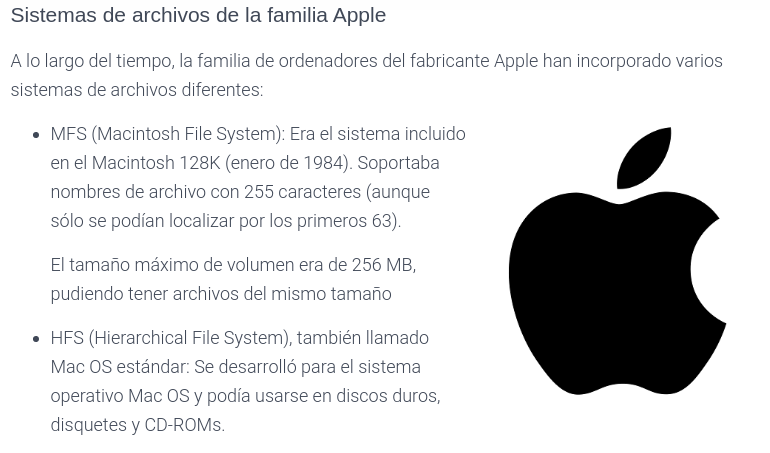 Sistemas de archivos de la familia Apple
A lo largo del tiempo, la familia de ordenadores del fabricante Apple han incorporado varios
sistemas de archivos diferentes:
MFS (Macintosh File System): Era el sistema incluido
en el Macintosh 128K (enero de 1984). Soportaba
nombres de archivo con 255 caracteres (aunque
sólo se podían localizar por los primeros 63).
El tamaño máximo de volumen era de 256 MB,
pudiendo tener archivos del mismo tamaño
HFS (Hierarchical File System), también llamado
Mac OS estándar: Se desarrolló para el sistema
operativo Mac OS y podía usarse en discos duros,
disquetes y CD-ROMs.